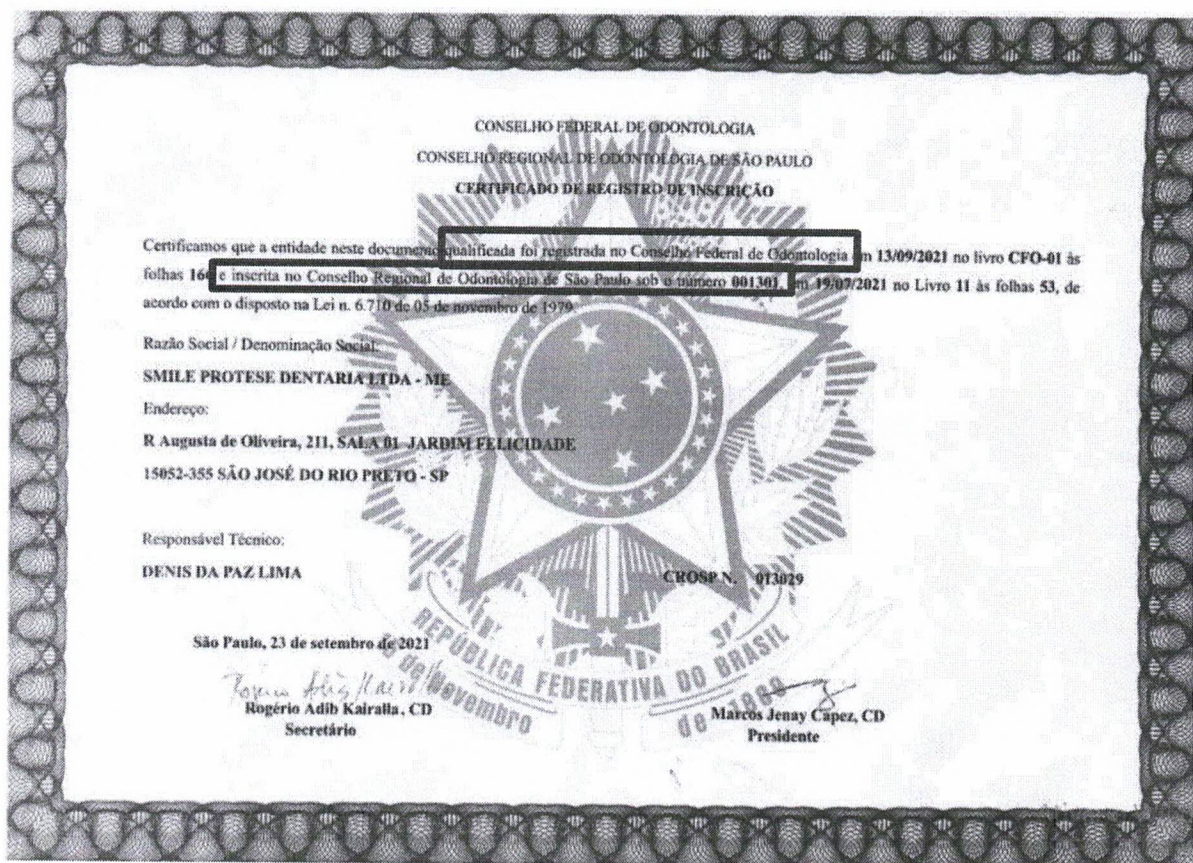 CONSELHO FEDERAL DE ODONTOLOGIA
CONSELHO REGIONAL DE ODONTOLOGIA DE SÃO PAULO
CERTIFICADO DE REGISTRO DE INSCRIÇÃO
Certificamos que a entidade neste documento qualificada foi registrada no Conselho Federal de Odontologia em 13/09/2021 no livro CFO-01 às
folhas 166 e inscrita no Conselho Regional de Odontologia de São Paulo sob o número 001301, em 19/07/2021 no Livro 11 às folhas 53, de
acordo com o disposto na Lei n. 6.710 de 05 de novembro de 1979.
Razão Social / Denominação Social:
SMILE PROTESE DENTARIA LTDA - ME
Endereço:
R Augusta de Oliveira, 211, SALA 01 JARDIM FELICIDADE
15052-355 SÃO JOSÉ DO RIO PRETO - SP
Responsável Técnico:
DENIS DA PAZ LIMA CROSP N. 013029
São Paulo, 23 de setembro de 2021
REPÚBLICA FEDERATIVA DO BRASIL
15 de Novembro de 1889
Rogério Adib Kairalla, CD
Secretário
Marcos Jenay Capez, CD
Presidente